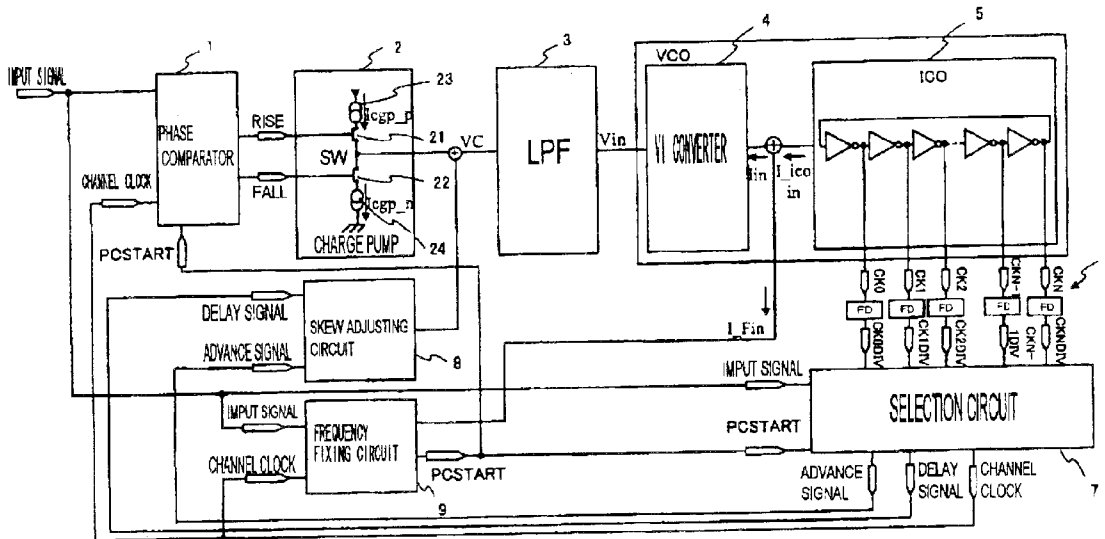 1
2
3
4
5
IMPUT SIGNAL
PHASE
COMPARATOR
CHANNEL CLOCK
PCSTART
RISE
FALL
23
Icgp_p
21
SW
22
Icgp_n
24
CHARGE PUMP
VC
LPF
Vin
VCO
VI CONVERTER
Iin
I_ico
in
ICO
I_Fin
CK0
CK1
CK2
CKN-1
CKN
FD
FD
FD
FD
FD
CK0DIV
CK1DIV
CK2DIV
CKN-
1DIV
CKNDIV
DELAY SIGNAL
ADVANCE SIGNAL
SKEW ADJUSTING
CIRCUIT
8
IMPUT SIGNAL
CHANNEL CLOCK
FREQUENCY
FIXING CIRCUIT
PCSTART
9
IMPUT SIGNAL
PCSTART
SELECTION CIRCUIT
7
ADVANCE
SIGNAL
DELAY
SIGNAL
CHANNEL
CLOCK